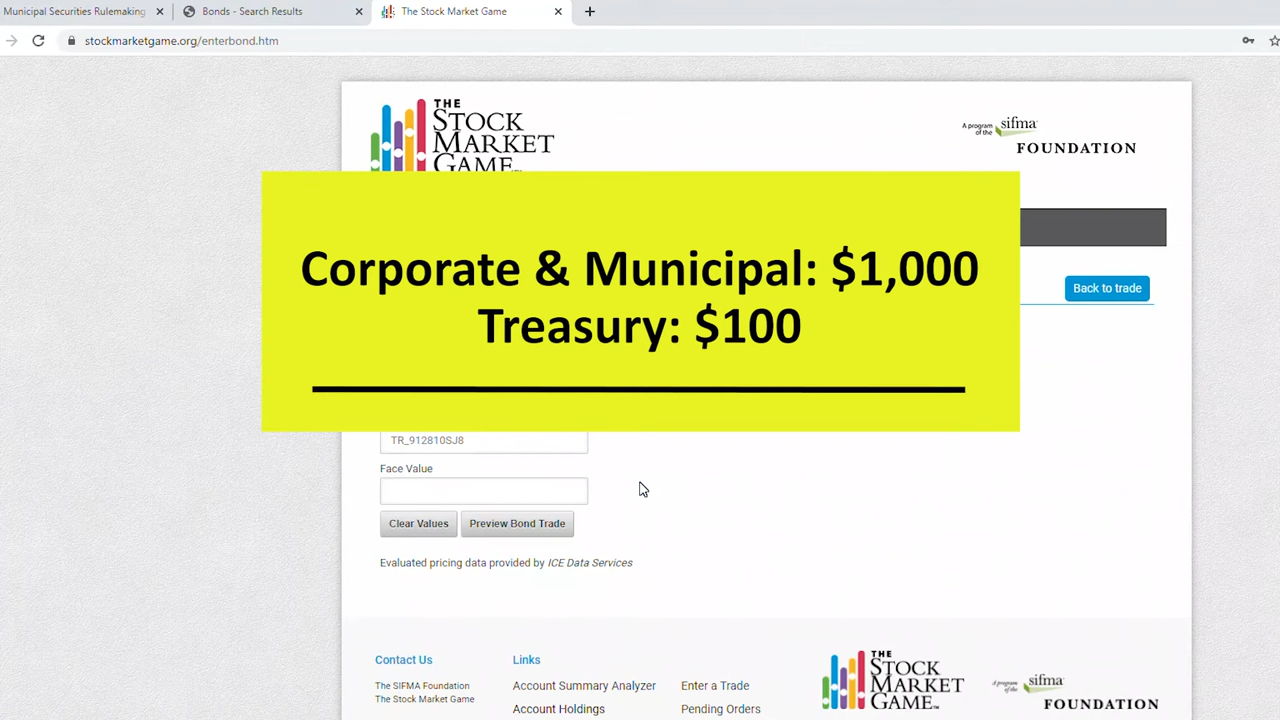 Municipal Securities Rulemaking
Bonds - Search Results
The Stock Market Game
stockmarketgame.org/enterbond.htm
THE
STOCK
MARKET
GAME
A program
of the
sifma
FOUNDATION
Back to trade
Corporate & Municipal: $1,000
Treasury: $100
TR_912810SJ8
Face Value
Clear Values
Preview Bond Trade
Evaluated pricing data provided by ICE Data Services
Contact Us
The SIFMA Foundation
The Stock Market Game
Links
Account Summary Analyzer
Account Holdings
Enter a Trade
Pending Orders
THE
STOCK
MARKET
GAME™
A program
of the
sifma
FOUNDATION